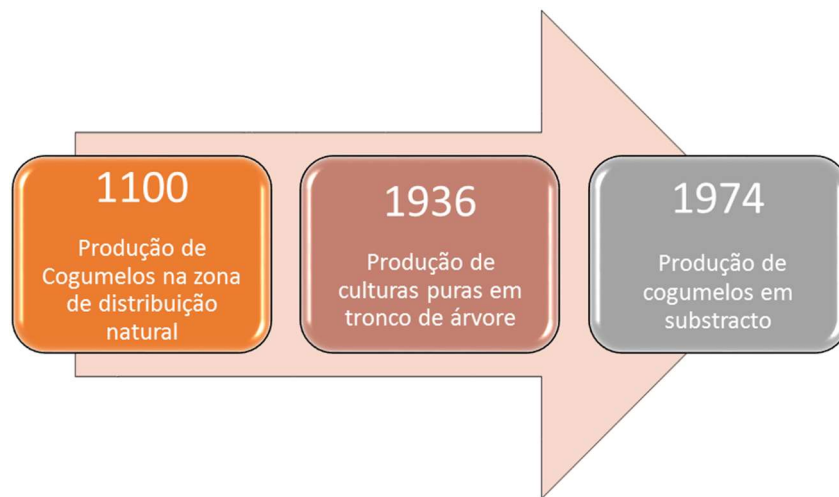 1100
Produção de
Cogumelos na zona
de distribuição
natural
1936
Produção de
culturas puras em
tronco de árvore
1974
Produção de
cogumelos em
substracto